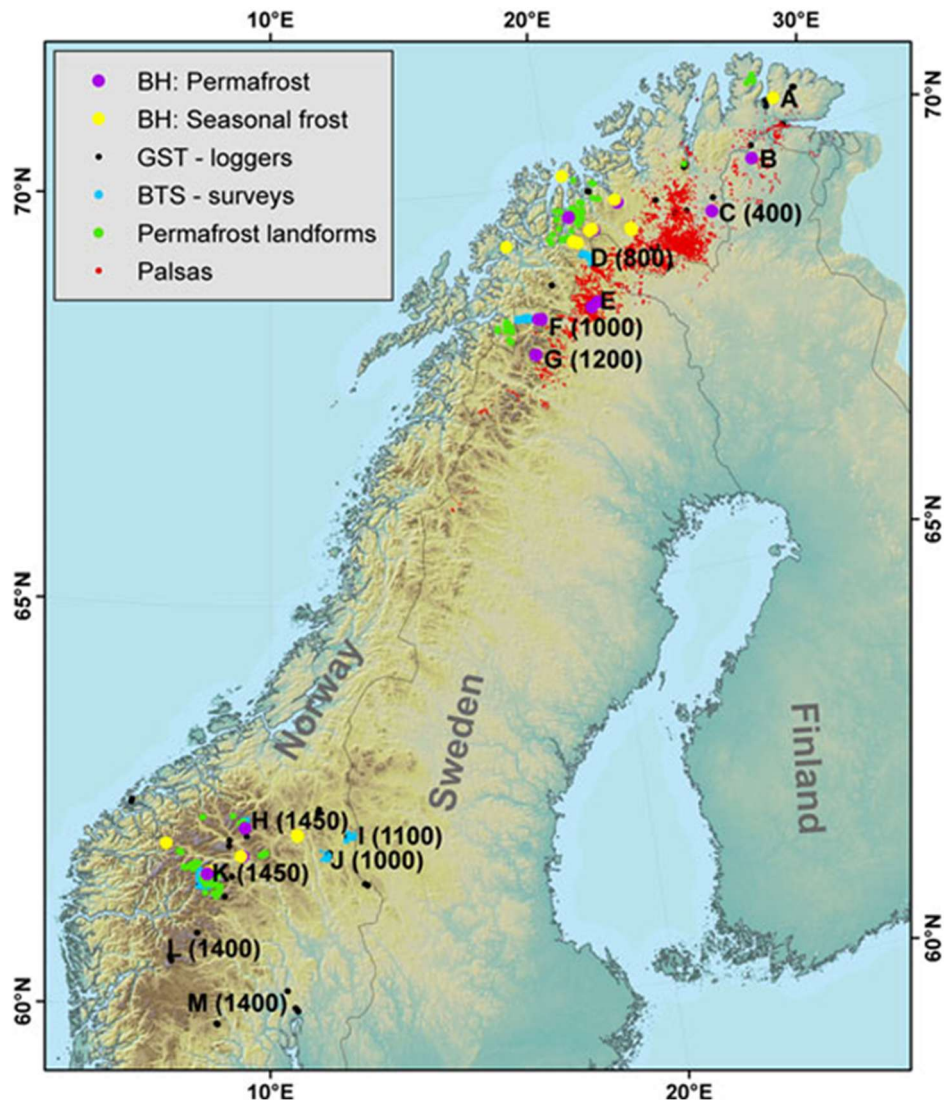 10°E 20°E 30°E
BH: Permafrost
BH: Seasonal frost
GST - loggers
BTS - surveys
Permafrost landforms
Palsas
70°N
70°N
A
B
C (400)
D (800)
E
F (1000)
G (1200)
65°N
65°N
Norway
Sweden
Finland
H (1450)
I (1100)
J (1000)
K (1450)
L (1400)
60°N
M (1400)
60°N
10°E 20°E